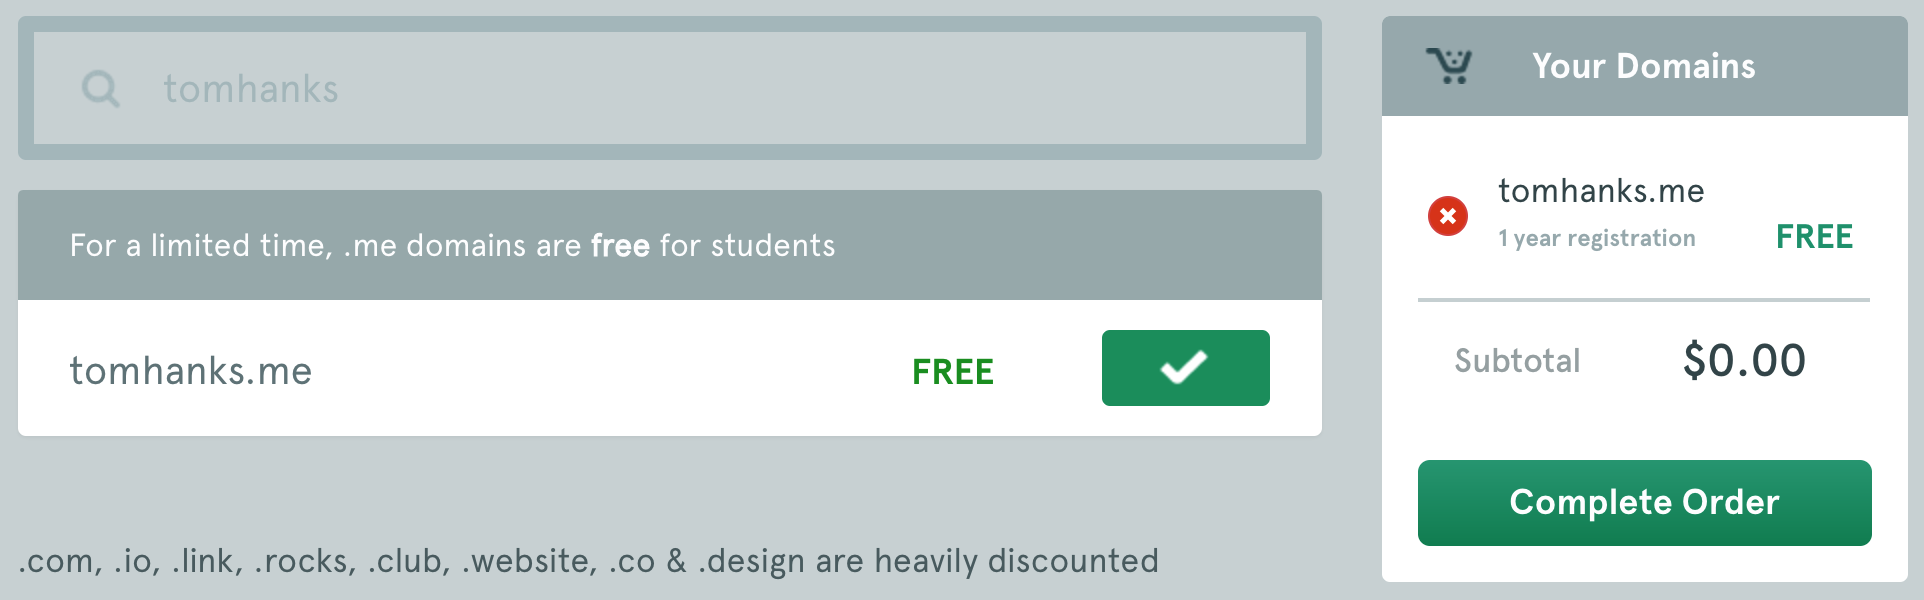 tomhanks
For a limited time, .me domains are free for students
tomhanks.me
FREE
.com, .io, .link, .rocks, .club, .website, .co & .design are heavily discounted
Your Domains
tomhanks.me
1 year registration
FREE
Subtotal
$0.00
Complete Order